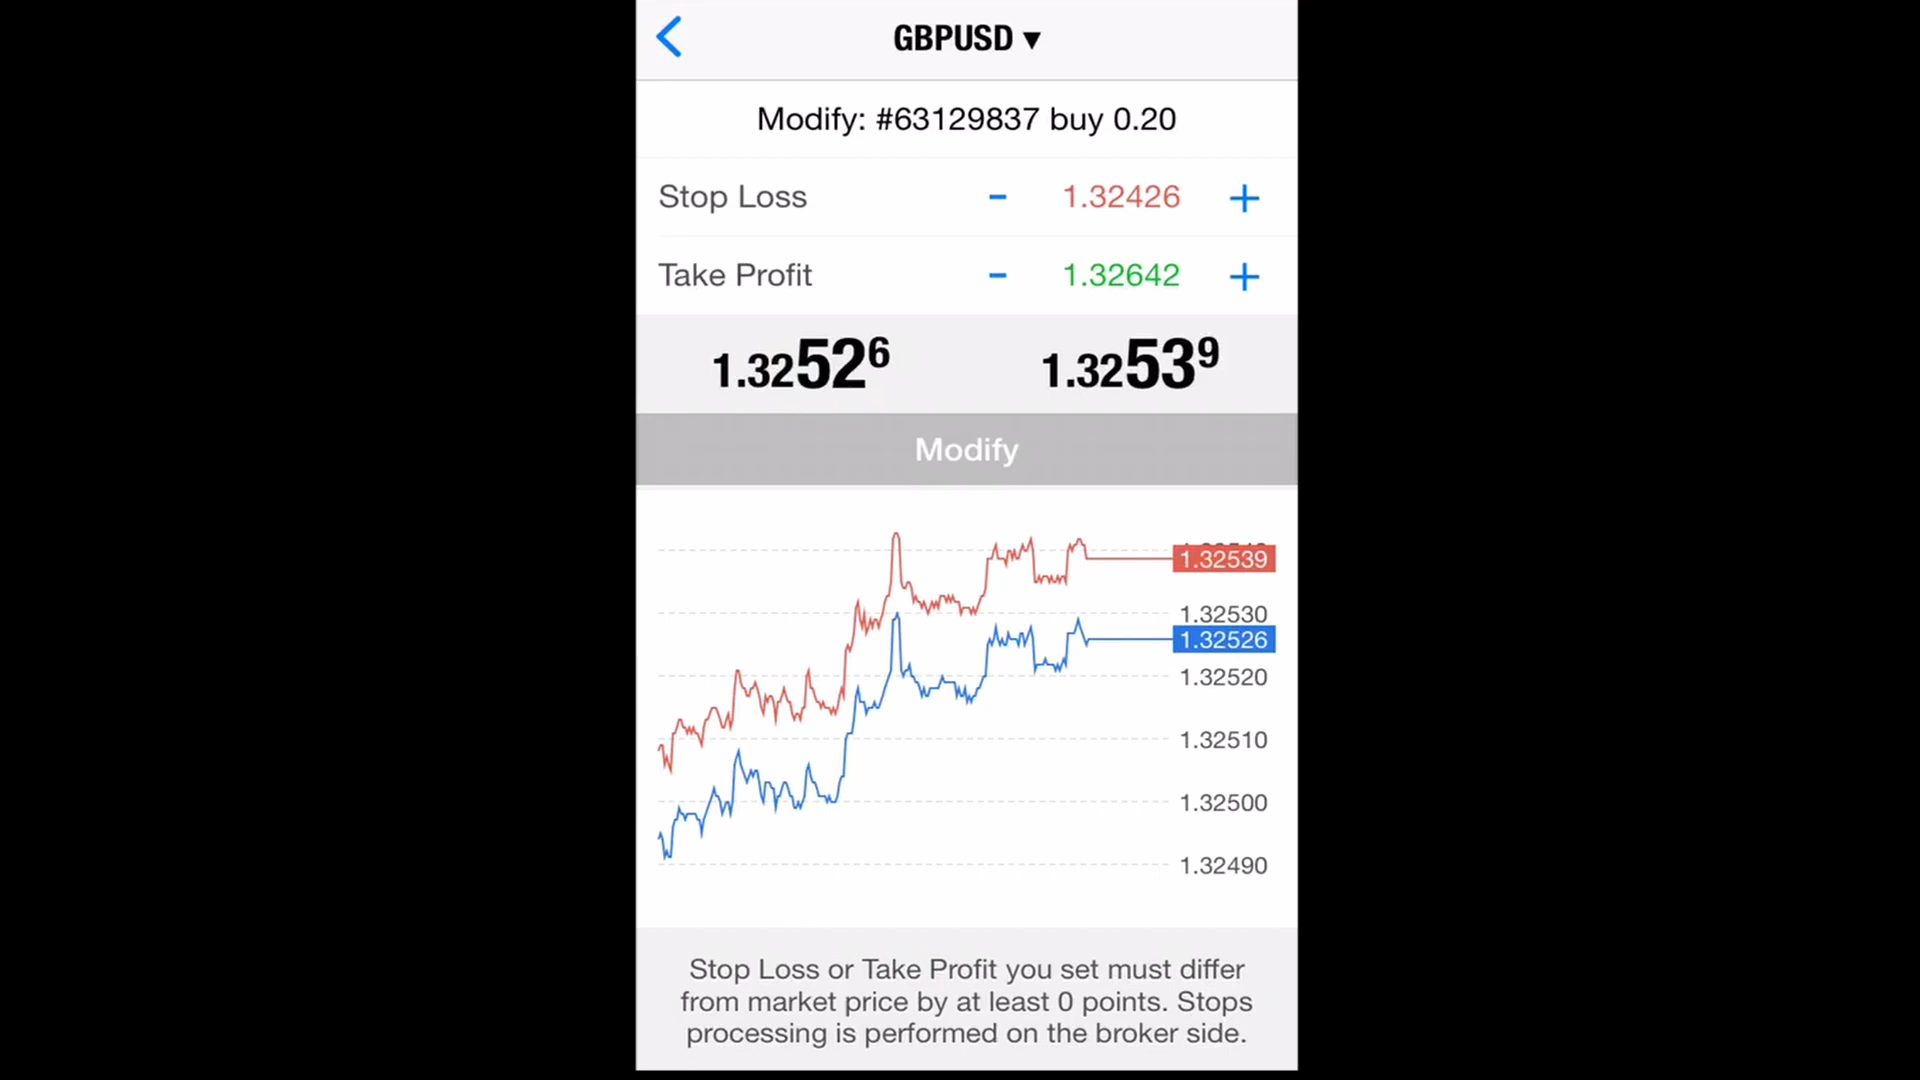 GBPUSD ▼
Modify: #63129837 buy 0.20
Stop Loss - 1.32426 +
Take Profit - 1.32642 +
1.32526 1.32539
Modify
1.32539
1.32530
1.32526
1.32520
1.32510
1.32500
1.32490
Stop Loss or Take Profit you set must differ
from market price by at least 0 points. Stops
processing is performed on the broker side.